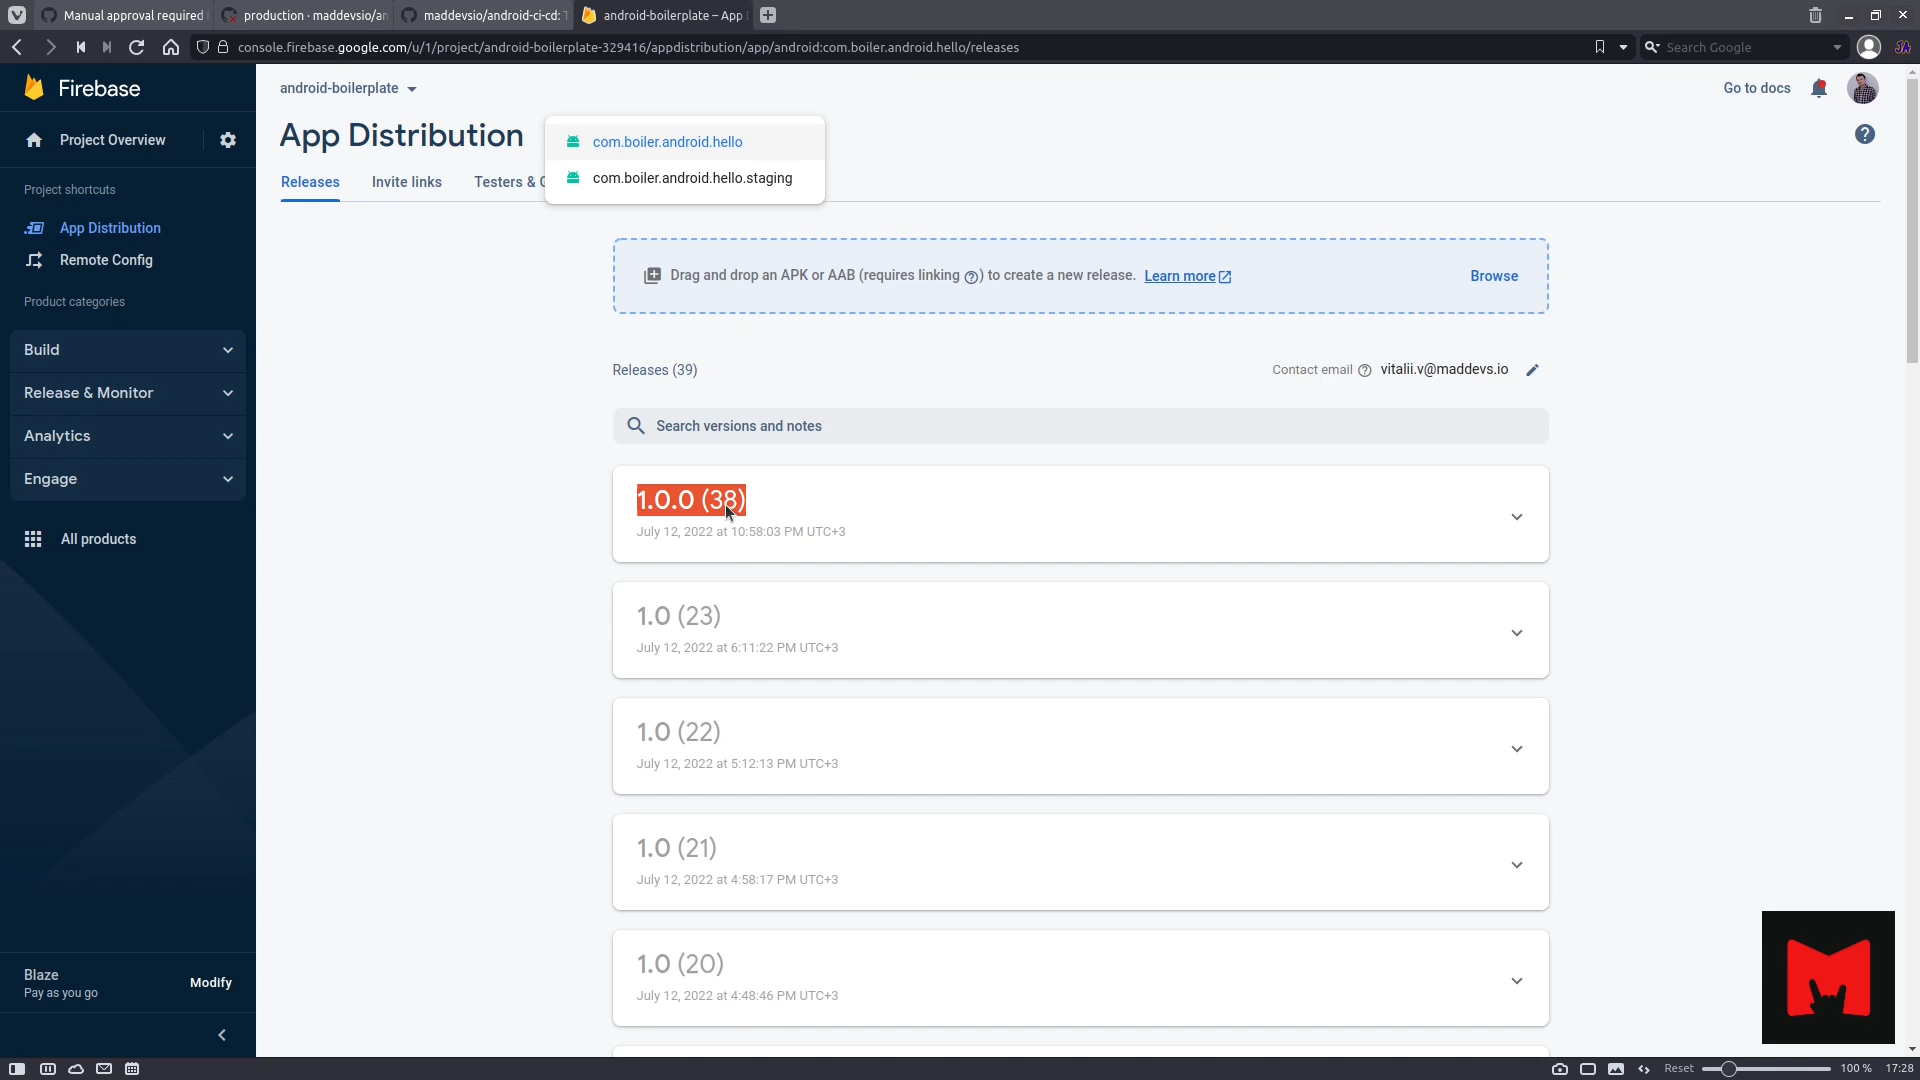 Manual approval required
production · maddevsio/an
maddevsio/android-ci-cd: T
android-boilerplate – App
console.firebase.google.com/u/1/project/android-boilerplate-329416/appdistribution/app/android:com.boiler.android.hello/releases
Search Google
Firebase
android-boilerplate
Go to docs
Project Overview
App Distribution
com.boiler.android.hello
com.boiler.android.hello.staging
Releases
Invite links
Testers & G
Project shortcuts
App Distribution
Remote Config
Product categories
Build
Release & Monitor
Analytics
Engage
All products
Drag and drop an APK or AAB (requires linking ?) to create a new release. Learn more
Browse
Releases (39)
Contact email ? vitalii.v@maddevs.io
Search versions and notes
1.0.0 (38)
July 12, 2022 at 10:58:03 PM UTC+3
1.0 (23)
July 12, 2022 at 6:11:22 PM UTC+3
1.0 (22)
July 12, 2022 at 5:12:13 PM UTC+3
1.0 (21)
July 12, 2022 at 4:58:17 PM UTC+3
1.0 (20)
July 12, 2022 at 4:48:46 PM UTC+3
Blaze
Pay as you go
Modify
Reset
100 %
17:28